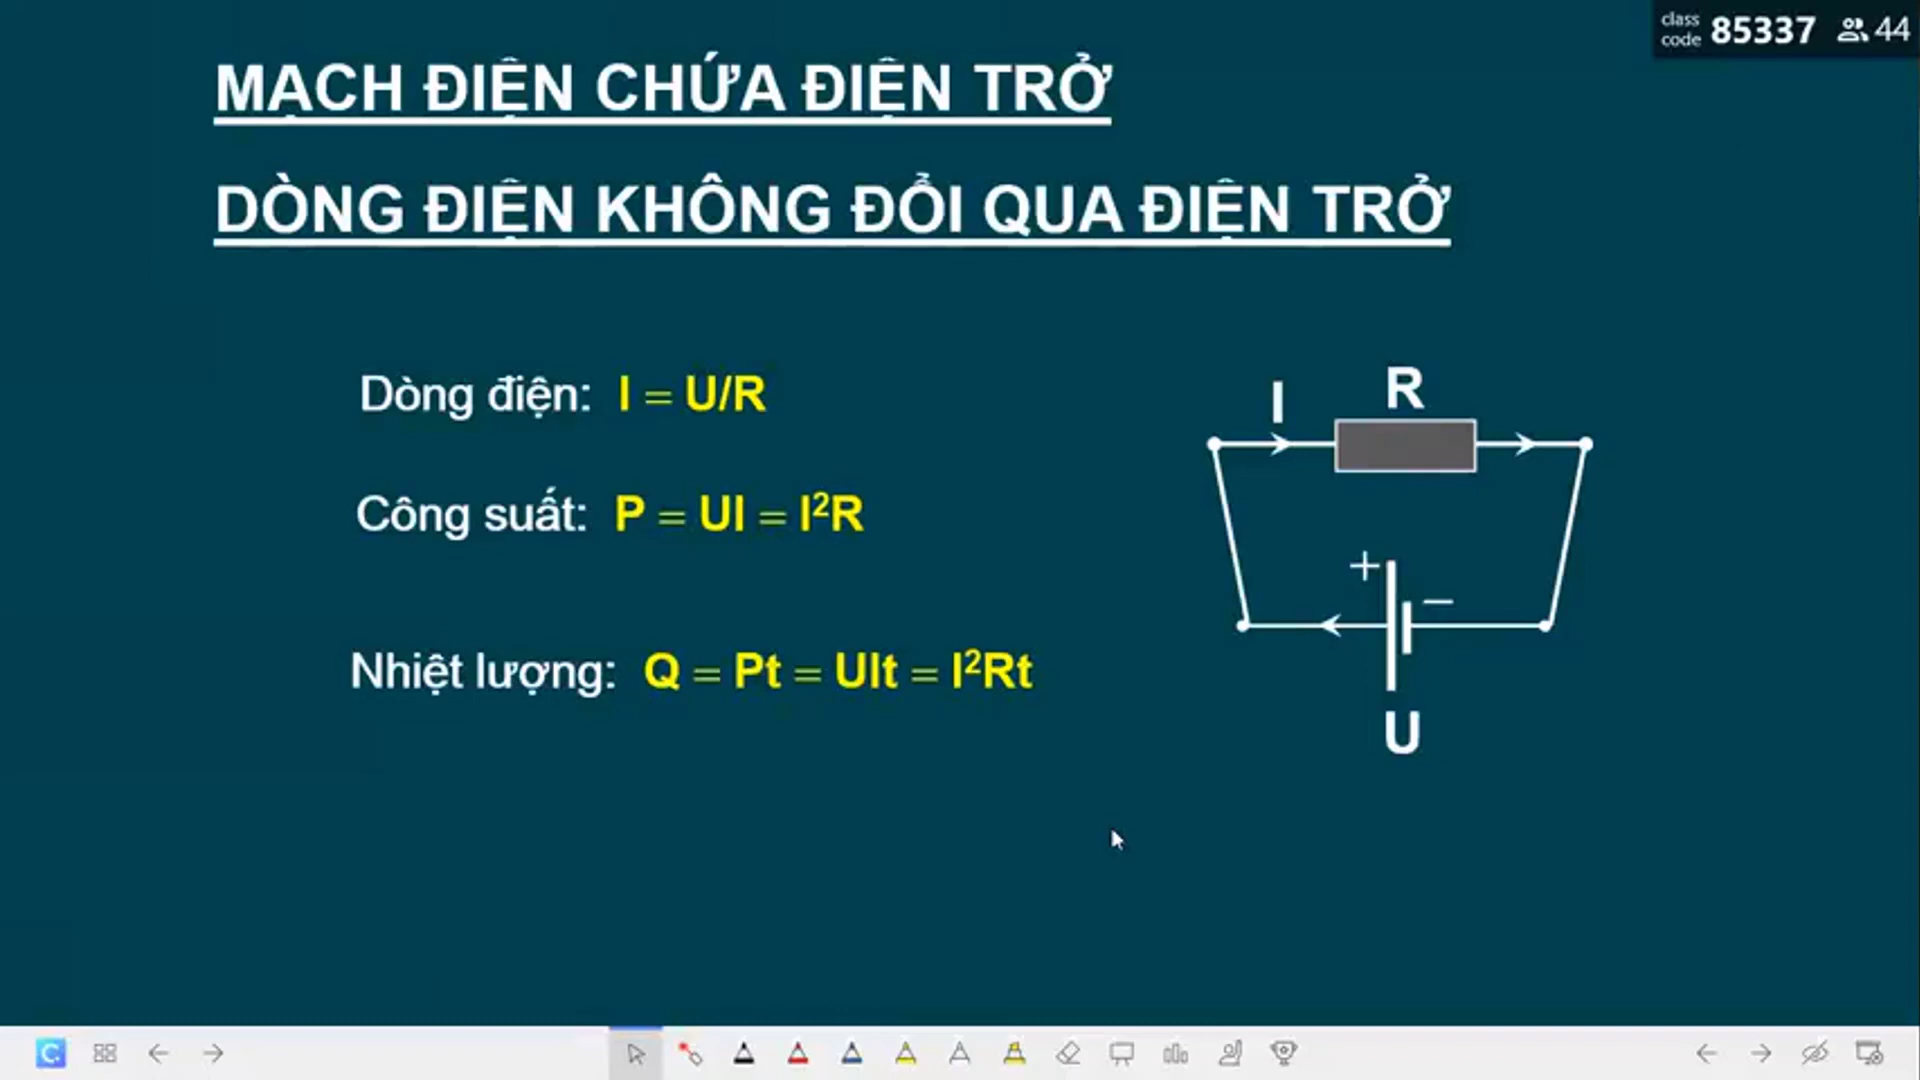 class code 85337 44
MẠCH ĐIỆN CHỨA ĐIỆN TRỞ
DÒNG ĐIỆN KHÔNG ĐỔI QUA ĐIỆN TRỞ
Dòng điện: I = U/R
Công suất: P = UI = I²R
Nhiệt lượng: Q = Pt = UIt = I²Rt
I R
+ −
U